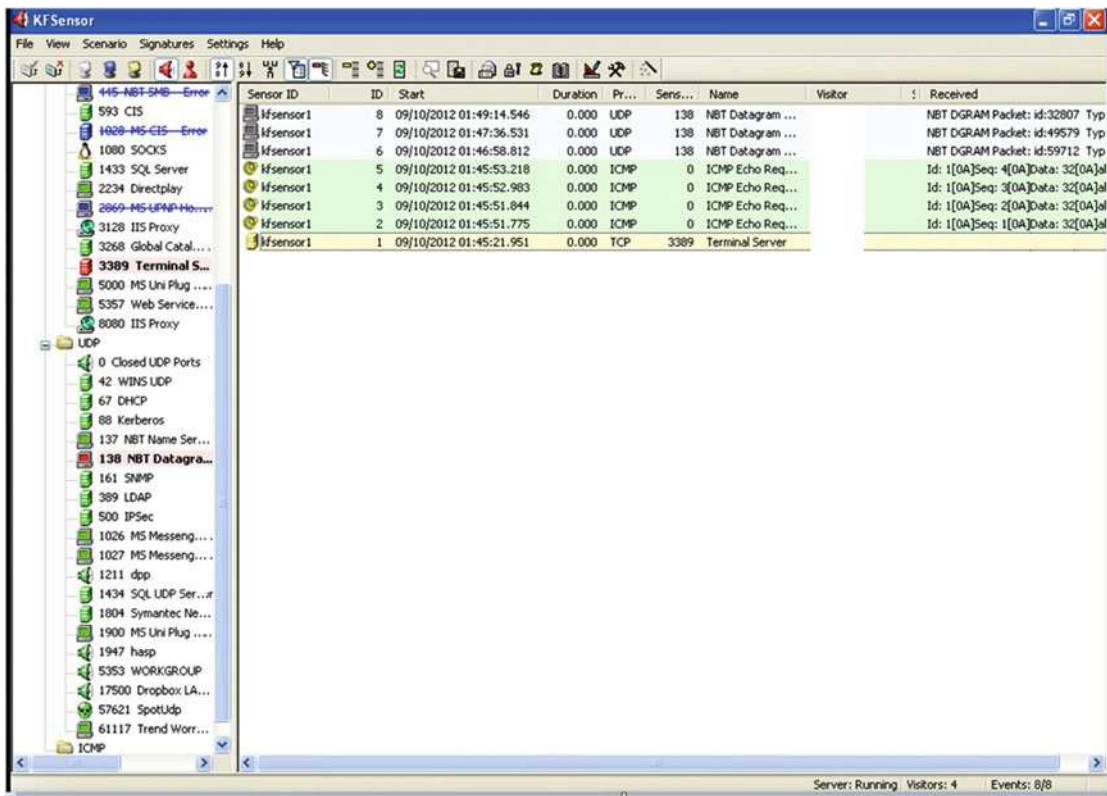 KFSensor
File View Scenario Signatures Settings Help
Sensor ID ID Start Duration Pr... Sens... Name Visitor Received
kfsensor1 8 09/10/2012 01:49:14.546 0.000 UDP 138 NBT Datagram ... NBT DGRAM Packet: id:32807 Typ
kfsensor1 7 09/10/2012 01:47:36.531 0.000 UDP 138 NBT Datagram ... NBT DGRAM Packet: id:49579 Typ
kfsensor1 6 09/10/2012 01:46:58.812 0.000 UDP 138 NBT Datagram ... NBT DGRAM Packet: id:59712 Typ
kfsensor1 5 09/10/2012 01:45:53.218 0.000 ICMP 0 ICMP Echo Req... Id: 1[0A]Seq: 4[0A]Data: 32[0A]al
kfsensor1 4 09/10/2012 01:45:52.983 0.000 ICMP 0 ICMP Echo Req... Id: 1[0A]Seq: 3[0A]Data: 32[0A]al
kfsensor1 3 09/10/2012 01:45:51.844 0.000 ICMP 0 ICMP Echo Req... Id: 1[0A]Seq: 2[0A]Data: 32[0A]al
kfsensor1 2 09/10/2012 01:45:51.775 0.000 ICMP 0 ICMP Echo Req... Id: 1[0A]Seq: 1[0A]Data: 32[0A]al
kfsensor1 1 09/10/2012 01:45:21.951 0.000 TCP 3389 Terminal Server
445 NBT SMB - Error
593 CIS
1028 MS CIS - Error
1080 SOCKS
1433 SQL Server
2234 Directplay
2869 MS UPNP Ho...
3128 IIS Proxy
3268 Global Catal...
3389 Terminal S...
5000 MS Uni Plug ...
5357 Web Service...
8080 IIS Proxy
UDP
0 Closed UDP Ports
42 WINS UDP
67 DHCP
88 Kerberos
137 NBT Name Ser...
138 NBT Datagra...
161 SNMP
389 LDAP
500 IPSec
1026 MS Messeng...
1027 MS Messeng...
1211 dpp
1434 SQL UDP Ser...
1804 Symantec Ne...
1900 MS Uni Plug ...
1947 hasp
5353 WORKGROUP
17500 Dropbox LA...
57621 SpotUdp
61117 Trend Worr...
ICMP
Server: Running Visitors: 4 Events: 8/8